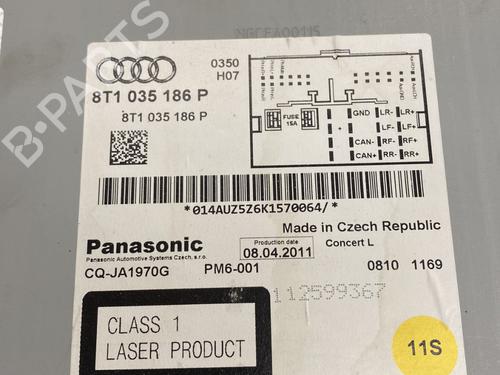 NGCFA00115
0350
H07
8T1 035 186 P
8T1 035 186 P
FUSE
15A
+
GND
CAN-
CAN+
LR- LR+
LF- LF+
RF- RF+
RR- RR+
*014AUZ5Z6K1570064/*
Made in Czech Republic
Panasonic
Panasonic Automotive Systems Czech, s.r.o.
Production date
08.04.2011
Concert L
CQ-JA1970G
PM6-001
0810 1169
112599367
CLASS 1
LASER PRODUCT
11S
B-PARTS